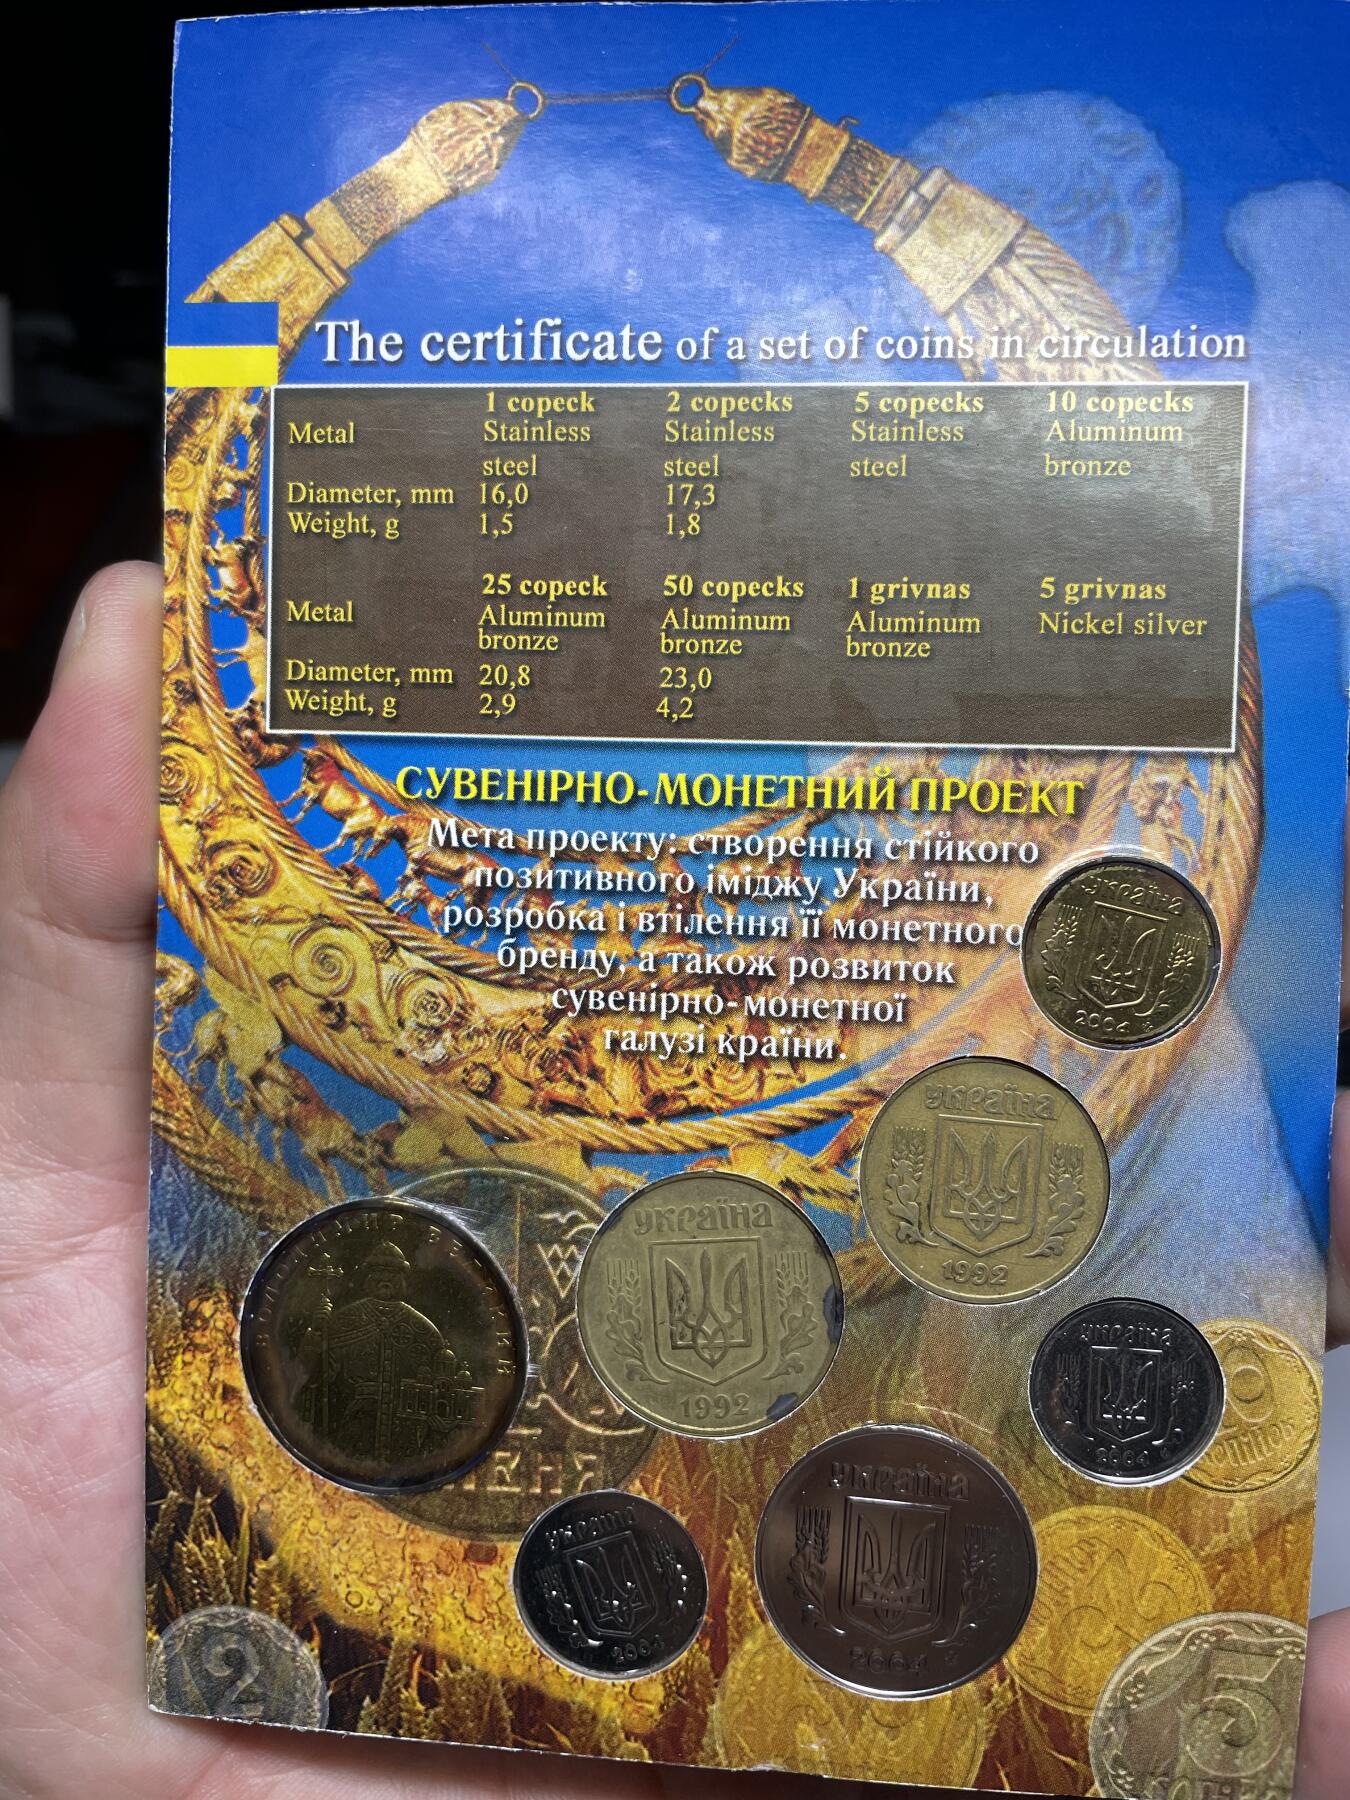 The certificate of a set of coins in circulation
1 copeck 2 copecks 5 copecks 10 copecks
Metal Stainless Stainless Stainless Aluminum
steel steel steel bronze
Diameter, mm 16,0 17,3
Weight, g 1,5 1,8
25 copeck 50 copecks 1 grivnas 5 grivnas
Metal Aluminum Aluminum Aluminum Nickel silver
bronze bronze bronze
Diameter, mm 20,8 23,0
Weight, g 2,9 4,2
СУВЕНІРНО-МОНЕТНИЙ ПРОЕКТ
Мета проекту: створення стійкого
позитивного іміджу України,
розробка і втілення її монетного
бренду, а також розвиток
сувенірно-монетної
галузі країни.
Україна
2004
Україна
1992
Україна
1992
ВОЛОДИМИР ВЕЛИКИЙ
Україна
2004
Україна
2004
Україна
2004
2
5